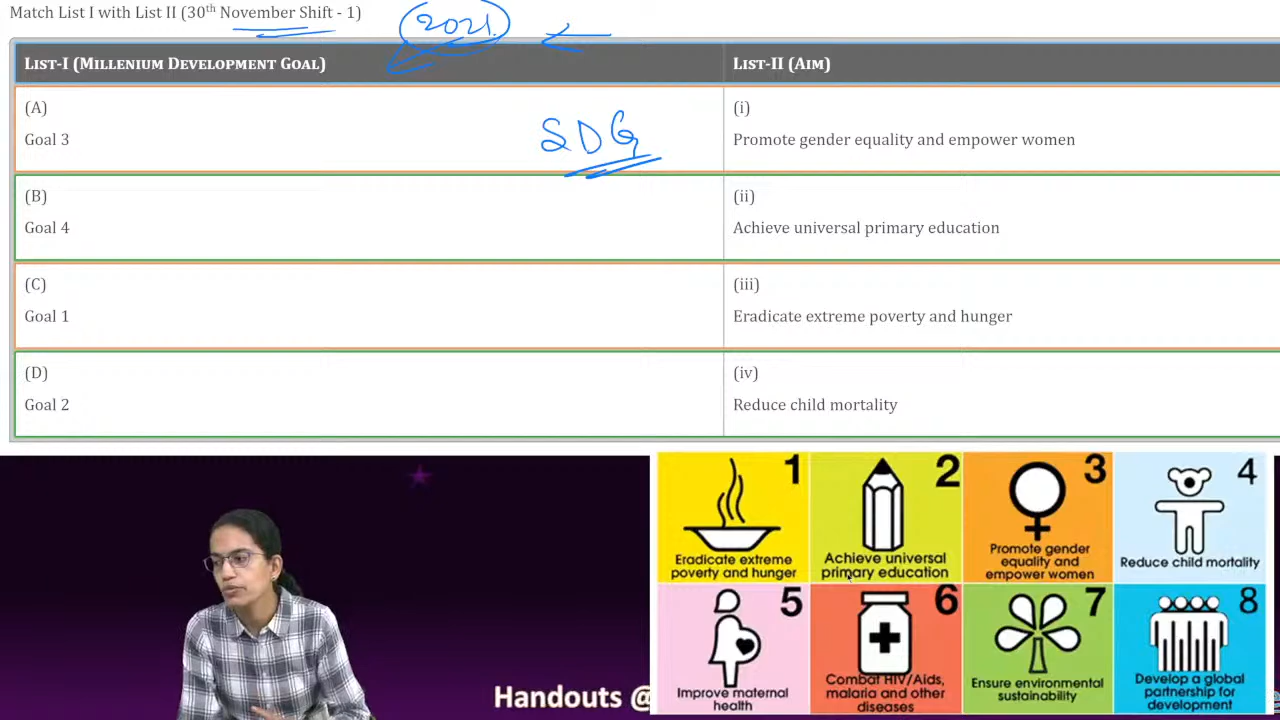 Match List I with List II (30th November Shift - 1)
2021.
LIST-I (MILLENIUM DEVELOPMENT GOAL)
LIST-II (AIM)
(A)
Goal 3
(i)
Promote gender equality and empower women
SDG
(B)
Goal 4
(ii)
Achieve universal primary education
(C)
Goal 1
(iii)
Eradicate extreme poverty and hunger
(D)
Goal 2
(iv)
Reduce child mortality
1
Eradicate extreme
poverty and hunger
2
Achieve universal
primary education
3
Promote gender
equality and
empower women
4
Reduce child mortality
5
Improve maternal
health
6
Combat HIV/Aids,
malaria and other
diseases
7
Ensure environmental
sustainability
8
Develop a global
partnership for
development
Handouts @